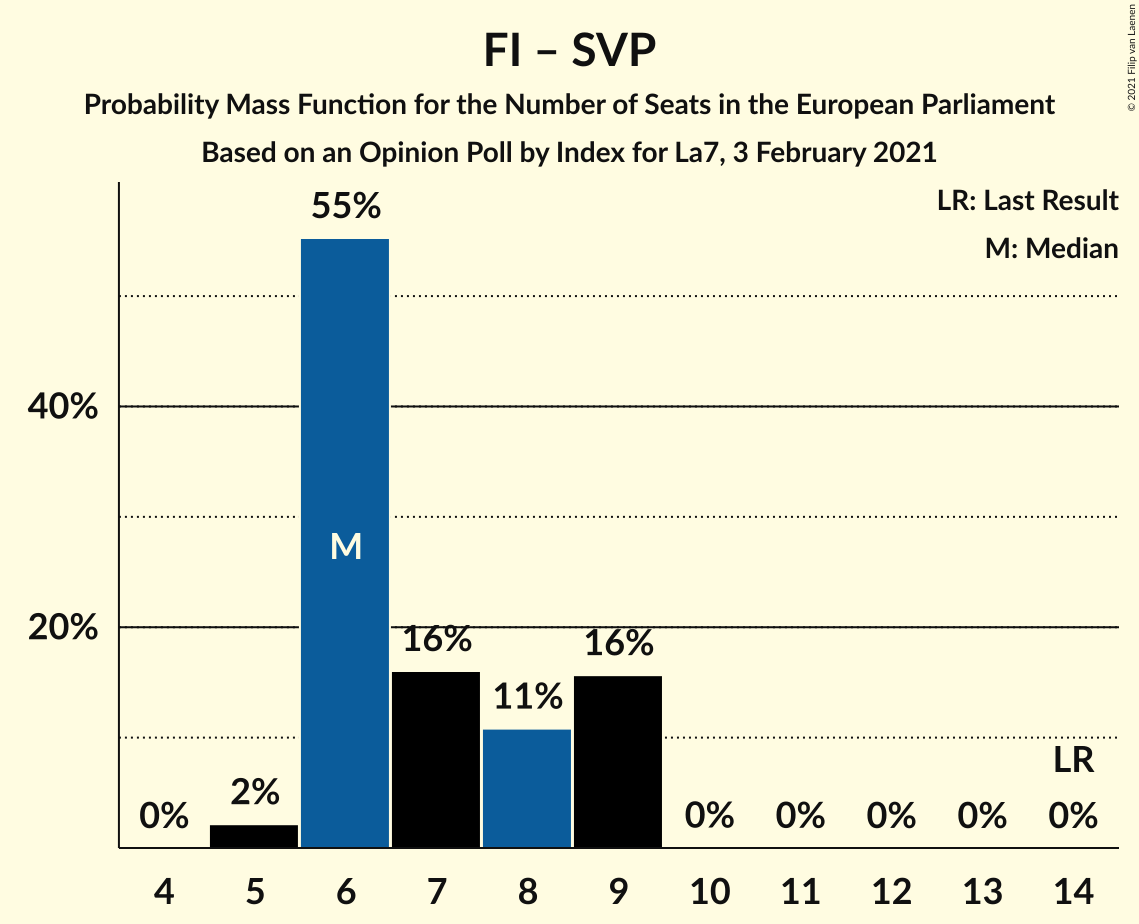 FI – SVP
Probability Mass Function for the Number of Seats in the European Parliament
Based on an Opinion Poll by Index for La7, 3 February 2021
© 2021 Filip van Laenen
LR: Last Result
M: Median
55%
40%
M
20%
16%
16%
11%
2%
LR
0%
0%
0%
0%
0%
0%
4 5 6 7 8 9 10 11 12 13 14